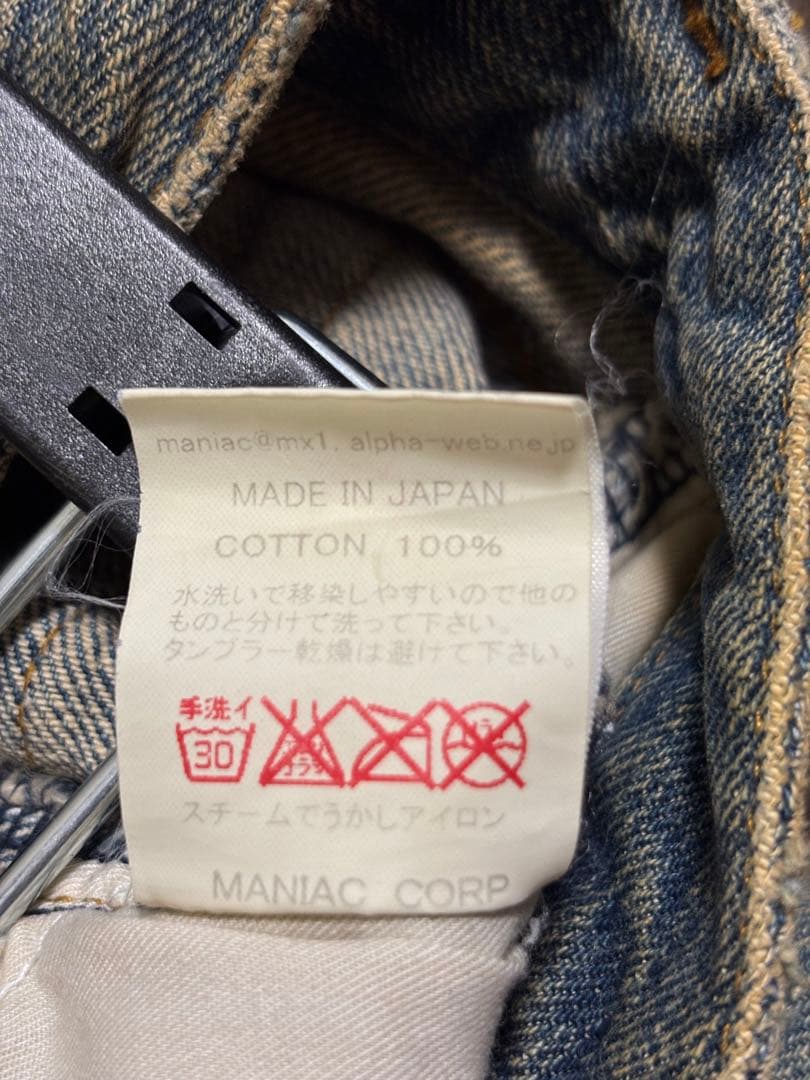 maniac@mx1. alpha-web.ne.jp
MADE IN JAPAN
COTTON 100%
水洗いで移染しやすいので他の
ものと分けて洗って下さい。
タンブラー乾燥は避けて下さい。
手洗イ
30
スチームでうかしアイロン
MANIAC CORP